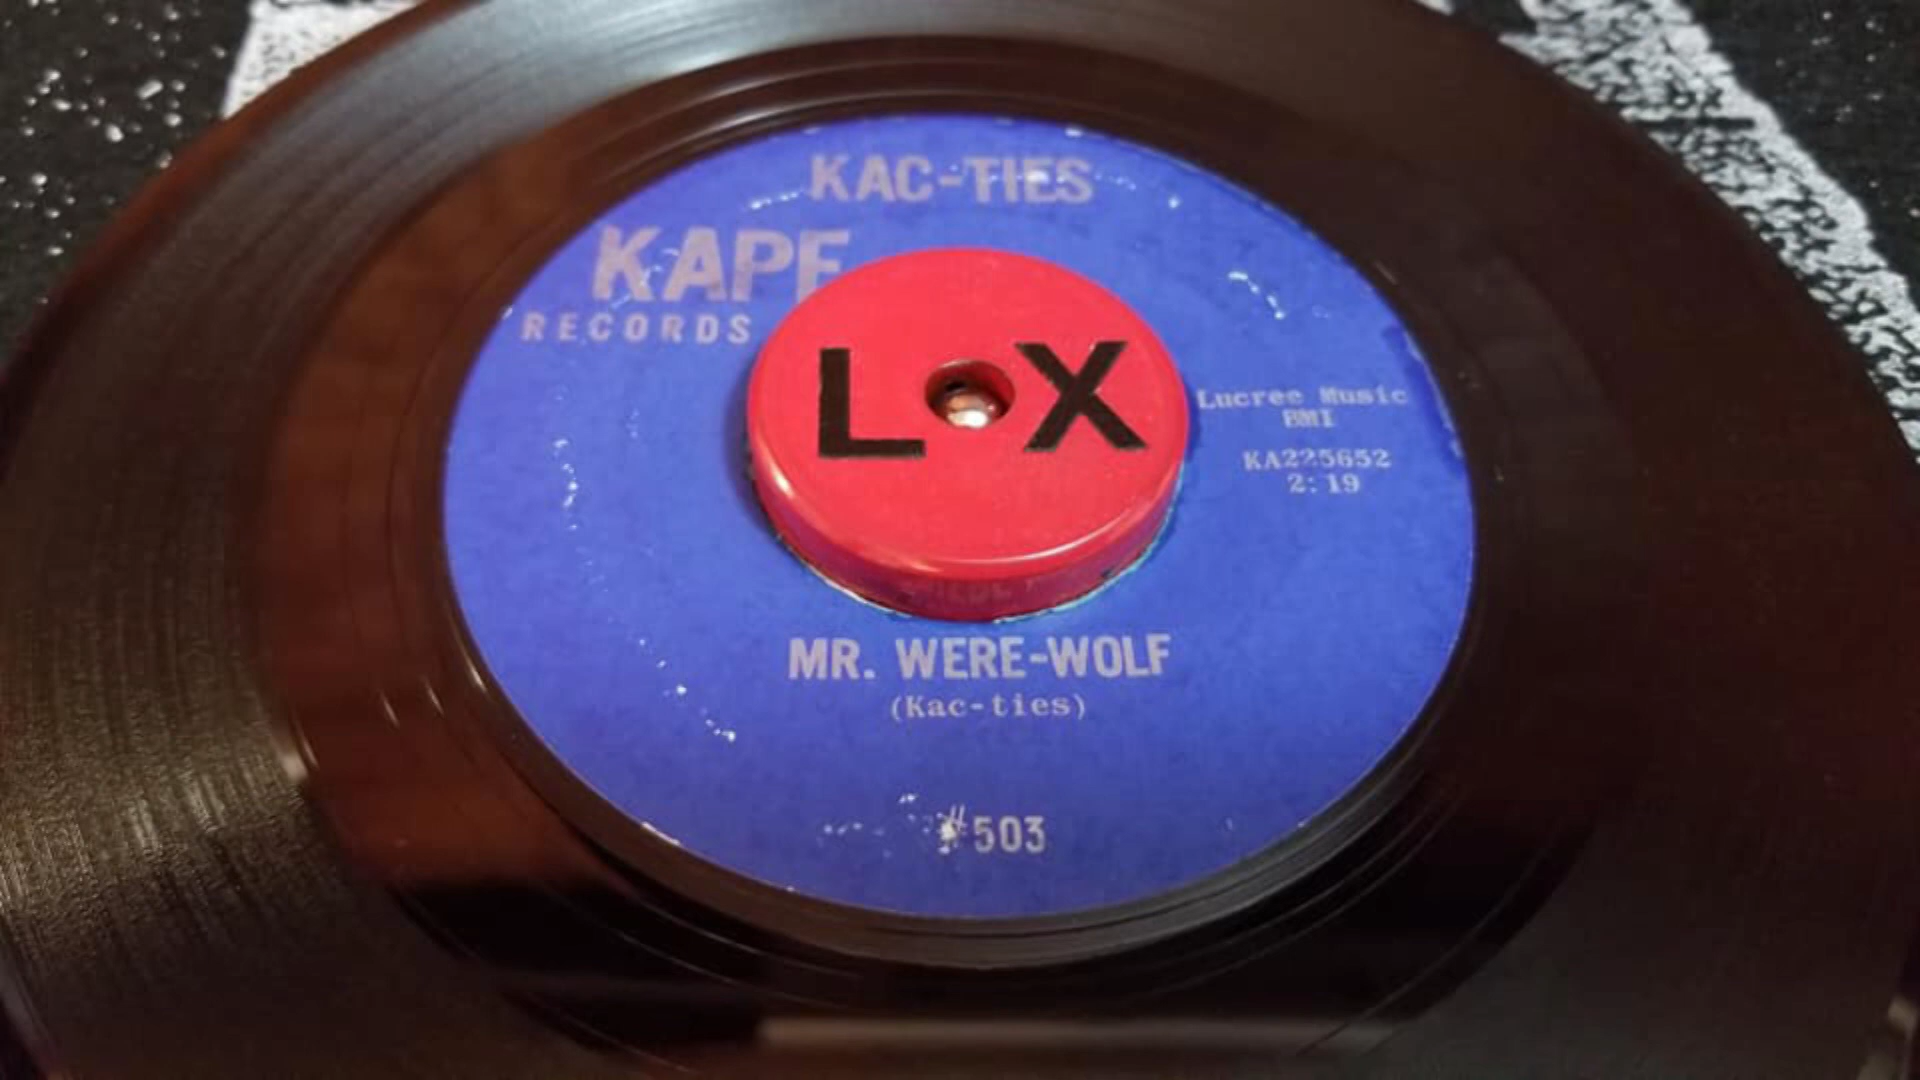 KAC-TIES
KAPE
RECORDS
L X
Lucree Music
BMI
KA225652
2:19
MR. WERE-WOLF
(Kac-ties)
#503